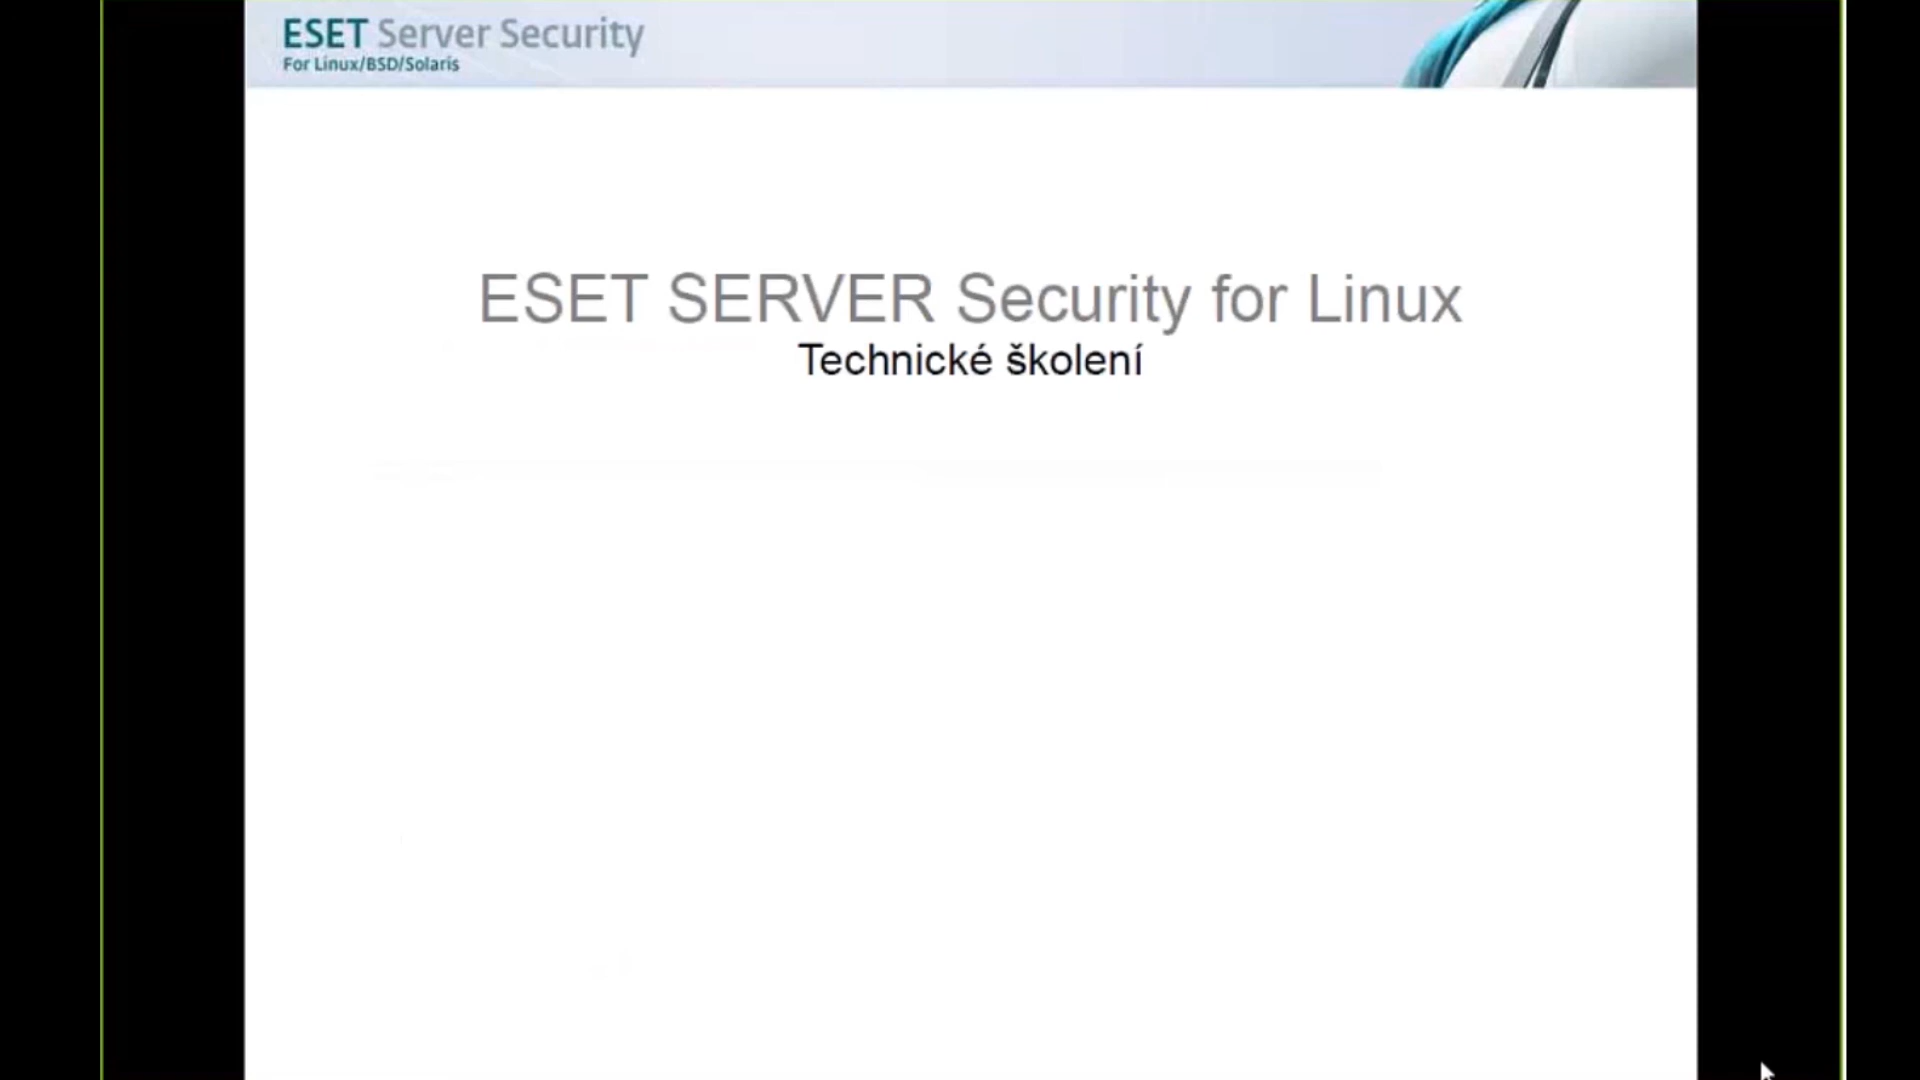 ESET Server Security
For Linux/BSD/Solaris
ESET SERVER Security for Linux
Technické školení